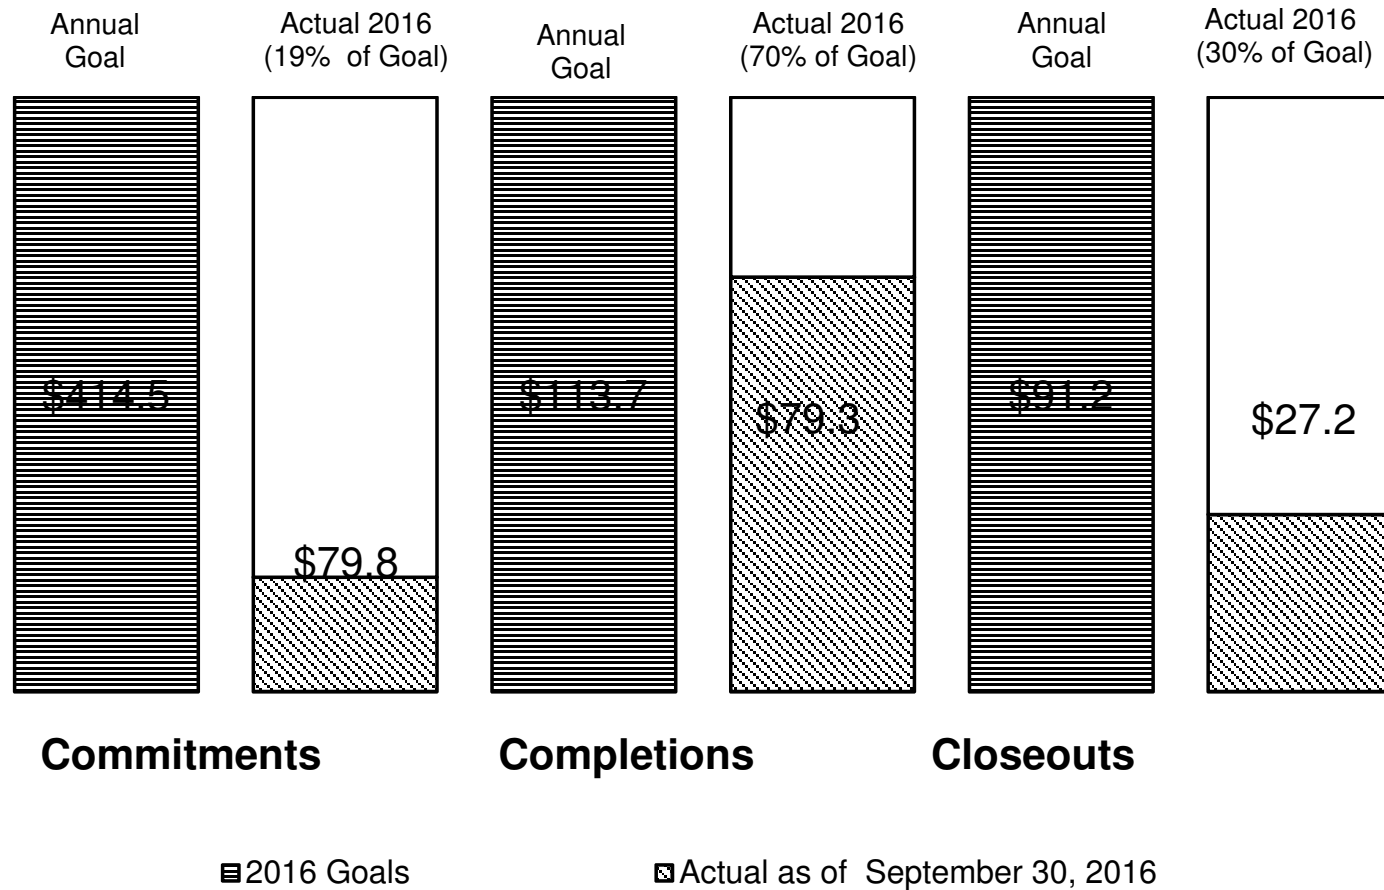 Annual
Goal
Actual 2016
(19%  of Goal)
Annual
Goal
Actual 2016
(70% of Goal)
Annual
Goal
Actual 2016
(30% of Goal)
$414.5
$79.8
$113.7
$79.3
$91.2
$27.2
Commitments
Completions
Closeouts
2016 Goals
Actual as of  September 30, 2016